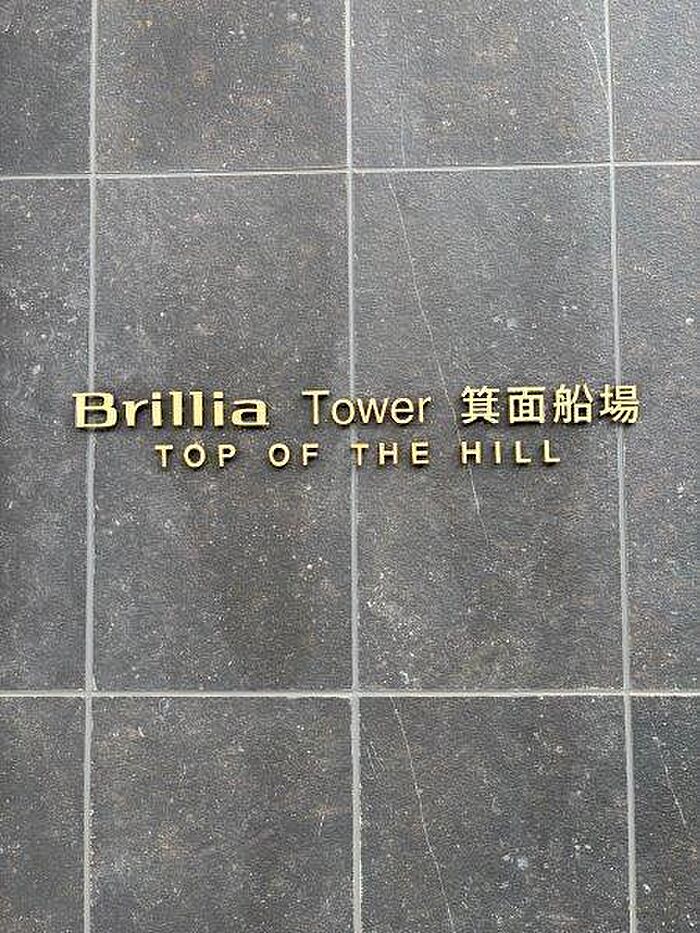 Brillia Tower 箕面船場
TOP OF THE HILL